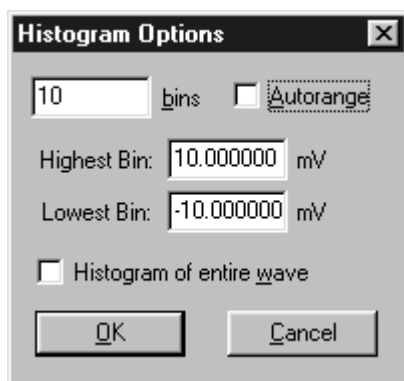 Histogram Options
10 bins Autorange
Highest Bin: 10.000000 mV
Lowest Bin: -10.000000 mV
Histogram of entire wave
OK Cancel